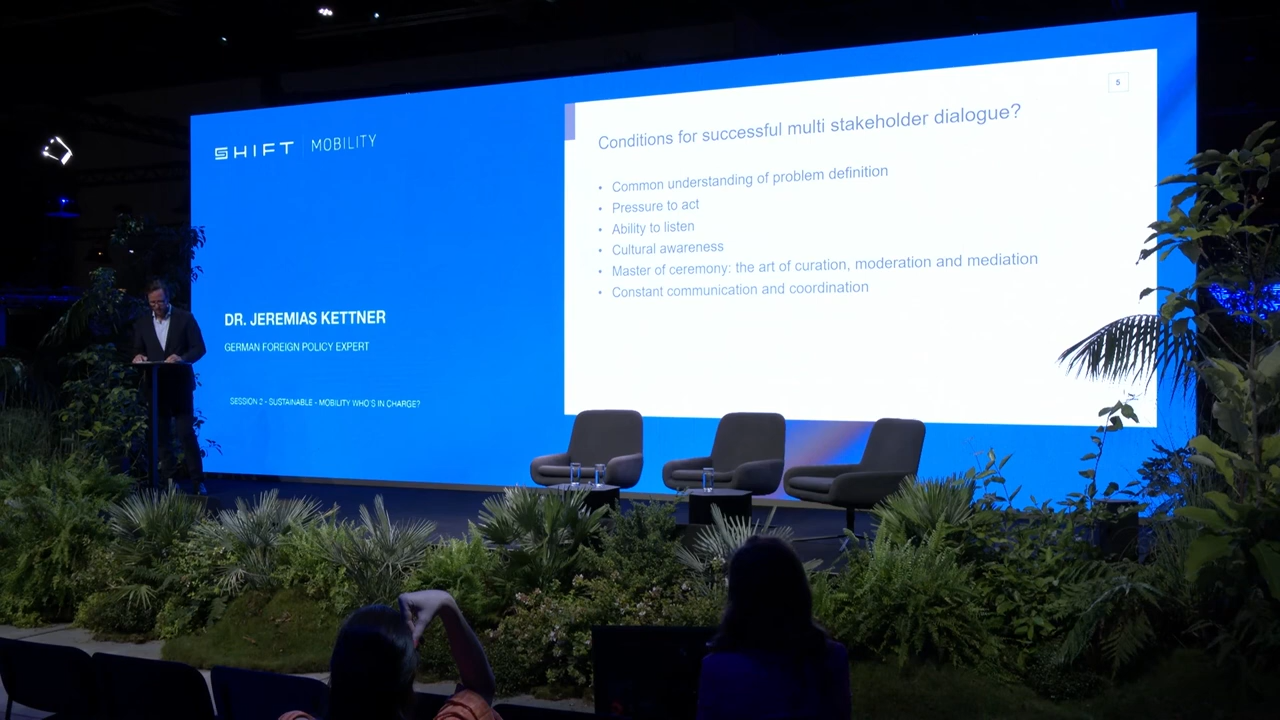 SHIFT | MOBILITY
DR. JEREMIAS KETTNER
GERMAN FOREIGN POLICY EXPERT
SESSION 2 - SUSTAINABLE - MOBILITY WHO'S IN CHARGE?
5
Conditions for successful multi stakeholder dialogue?
• Common understanding of problem definition
• Pressure to act
• Ability to listen
• Cultural awareness
• Master of ceremony: the art of curation, moderation and mediation
• Constant communication and coordination